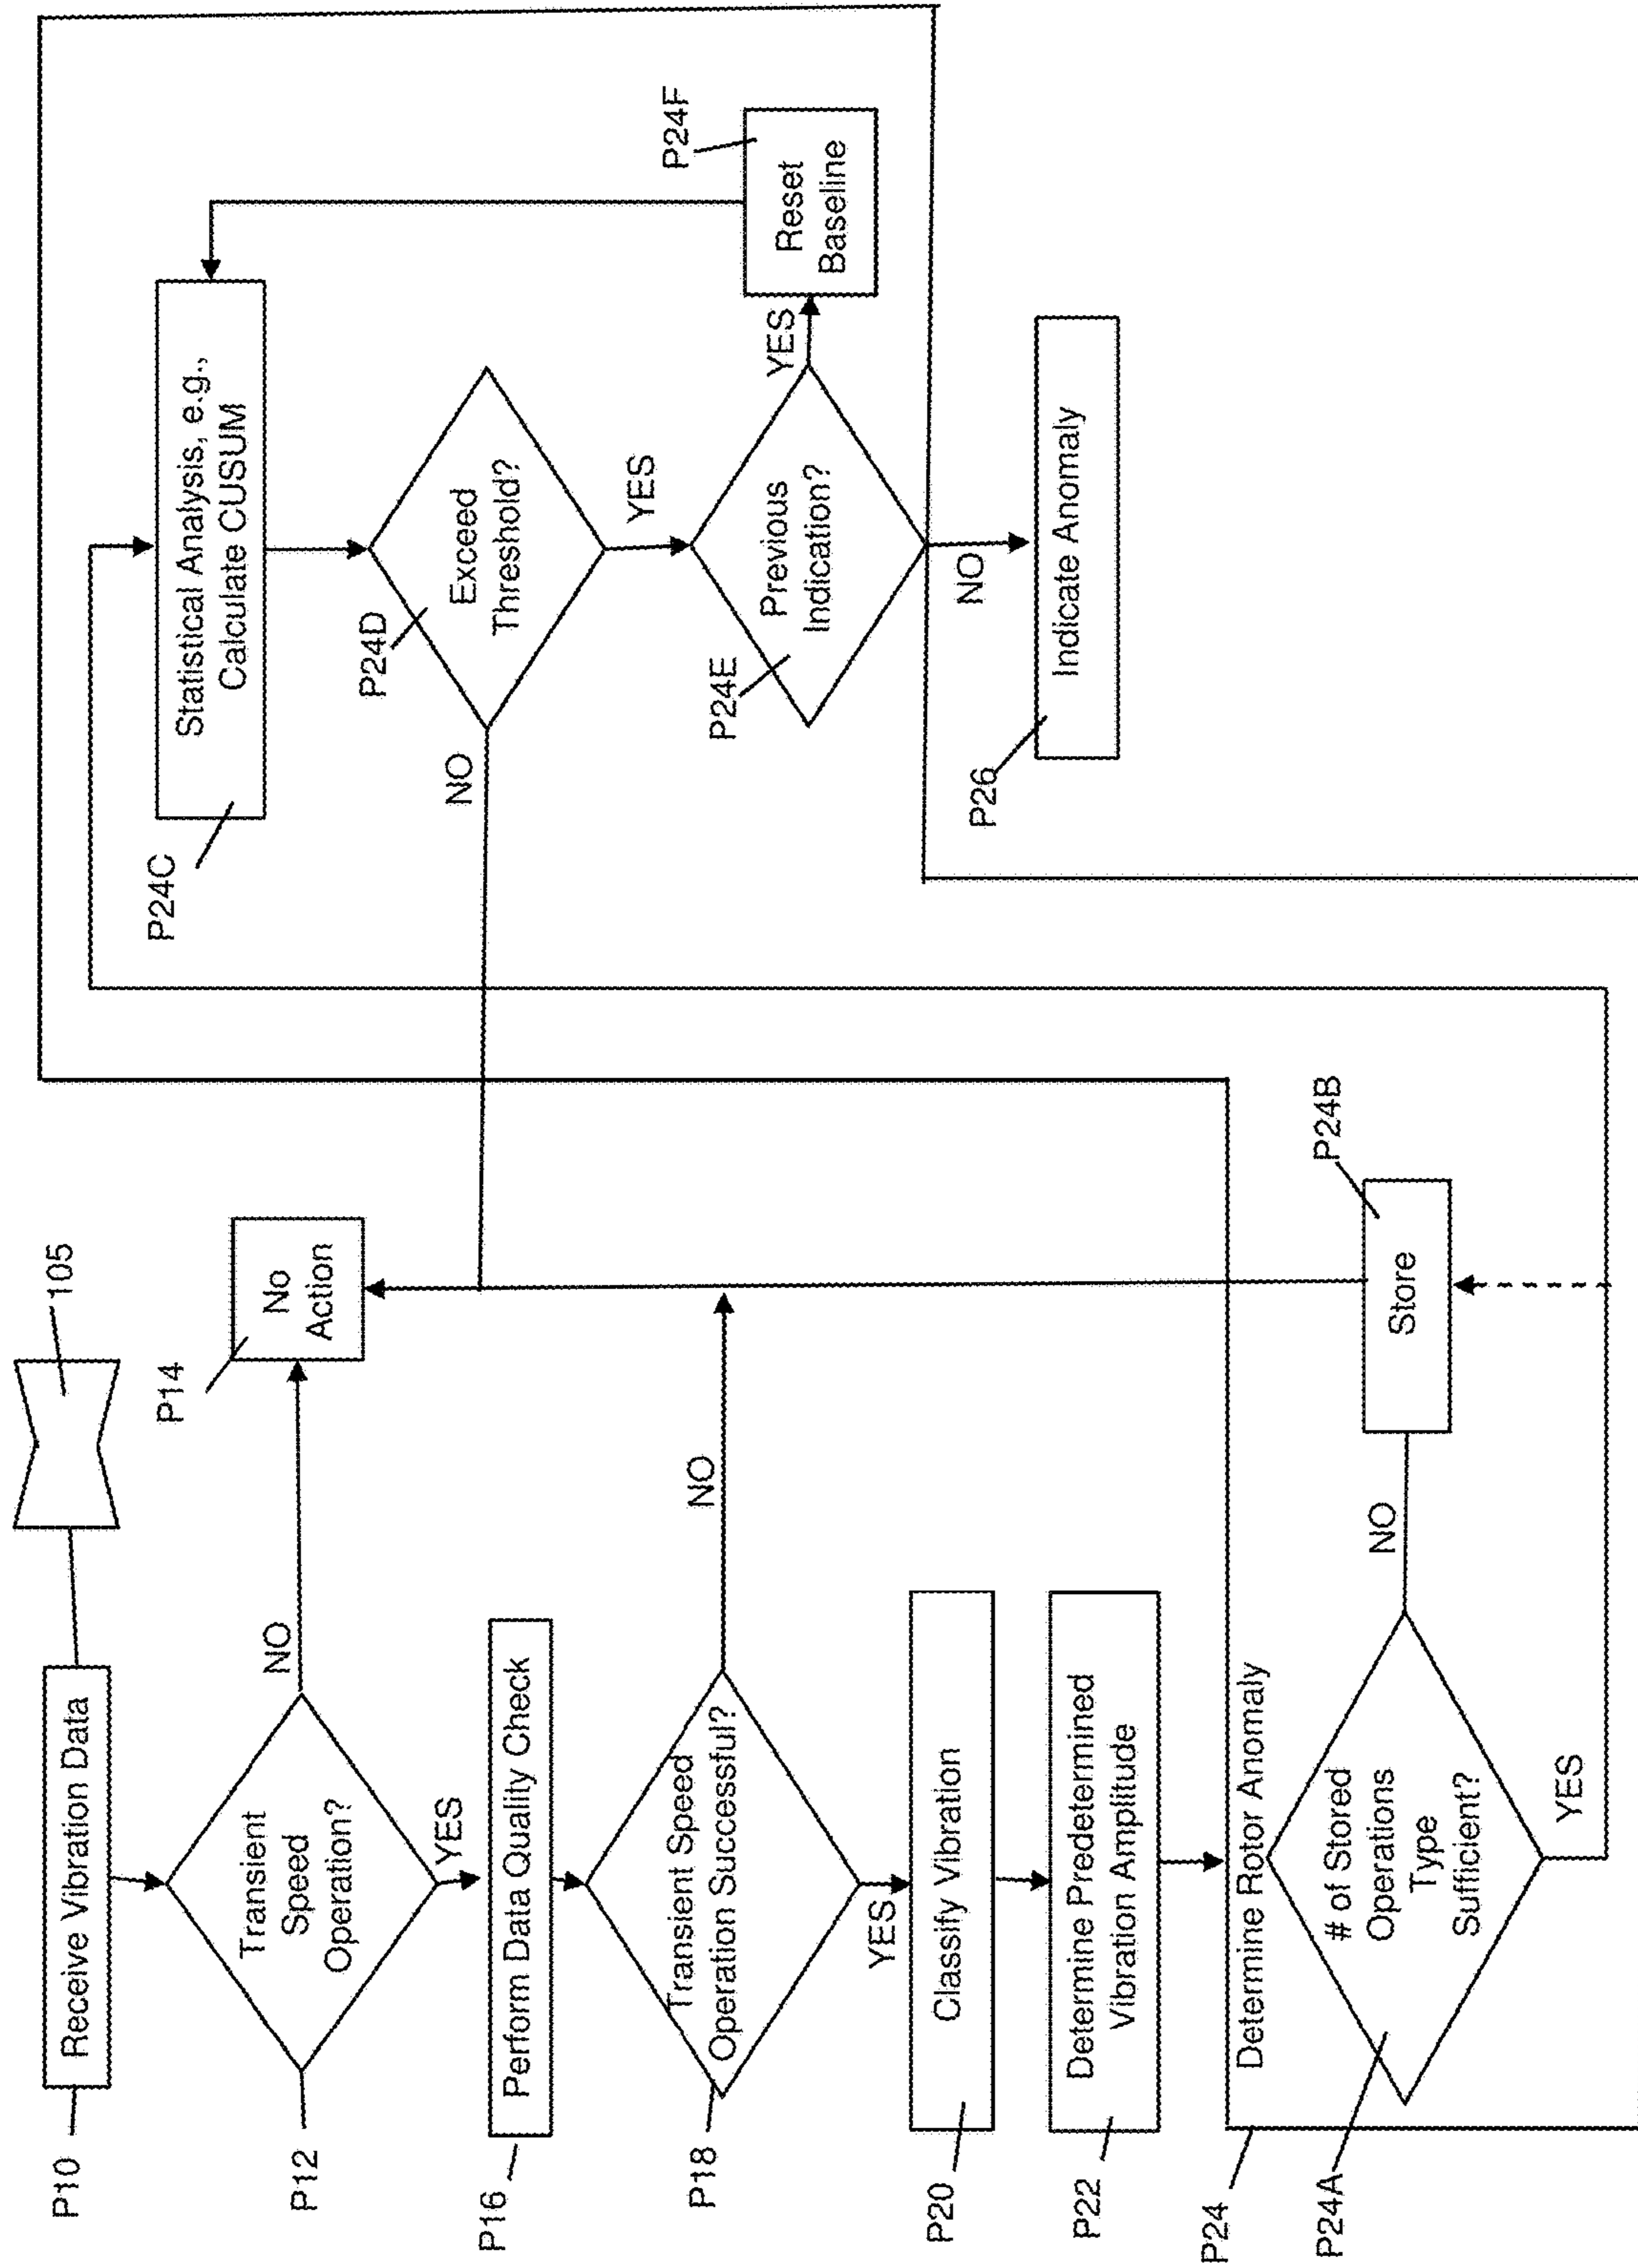 P10
Receive Vibration Data
105
P12
Transient
Speed
Operation?
NO
P14
No
Action
YES
P16
Perform Data Quality Check
P18
Transient Speed
Operation Successful?
NO
YES
P20
Classify Vibration
P22
Determine Predetermined
Vibration Amplitude
P24
Determine Rotor Anomaly
P24A
# of Stored
Operations
Type
Sufficient?
NO
Store
P24B
YES
P24C
Statistical Analysis, e.g.,
Calculate CUSUM
P24D
Exceed
Threshold?
NO
YES
P24E
Previous
Indication?
YES
P24F
Reset
Baseline
NO
P26
Indicate Anomaly